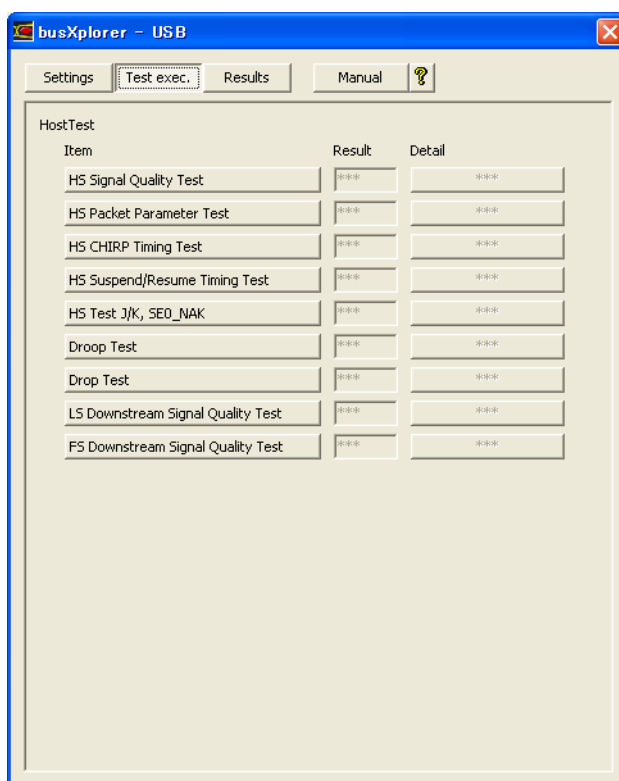 busXplorer - USB
Settings Test exec. Results Manual ?
HostTest
Item Result Detail
HS Signal Quality Test *** ***
HS Packet Parameter Test *** ***
HS CHIRP Timing Test *** ***
HS Suspend/Resume Timing Test *** ***
HS Test J/K, SE0_NAK *** ***
Droop Test *** ***
Drop Test *** ***
LS Downstream Signal Quality Test *** ***
FS Downstream Signal Quality Test *** ***